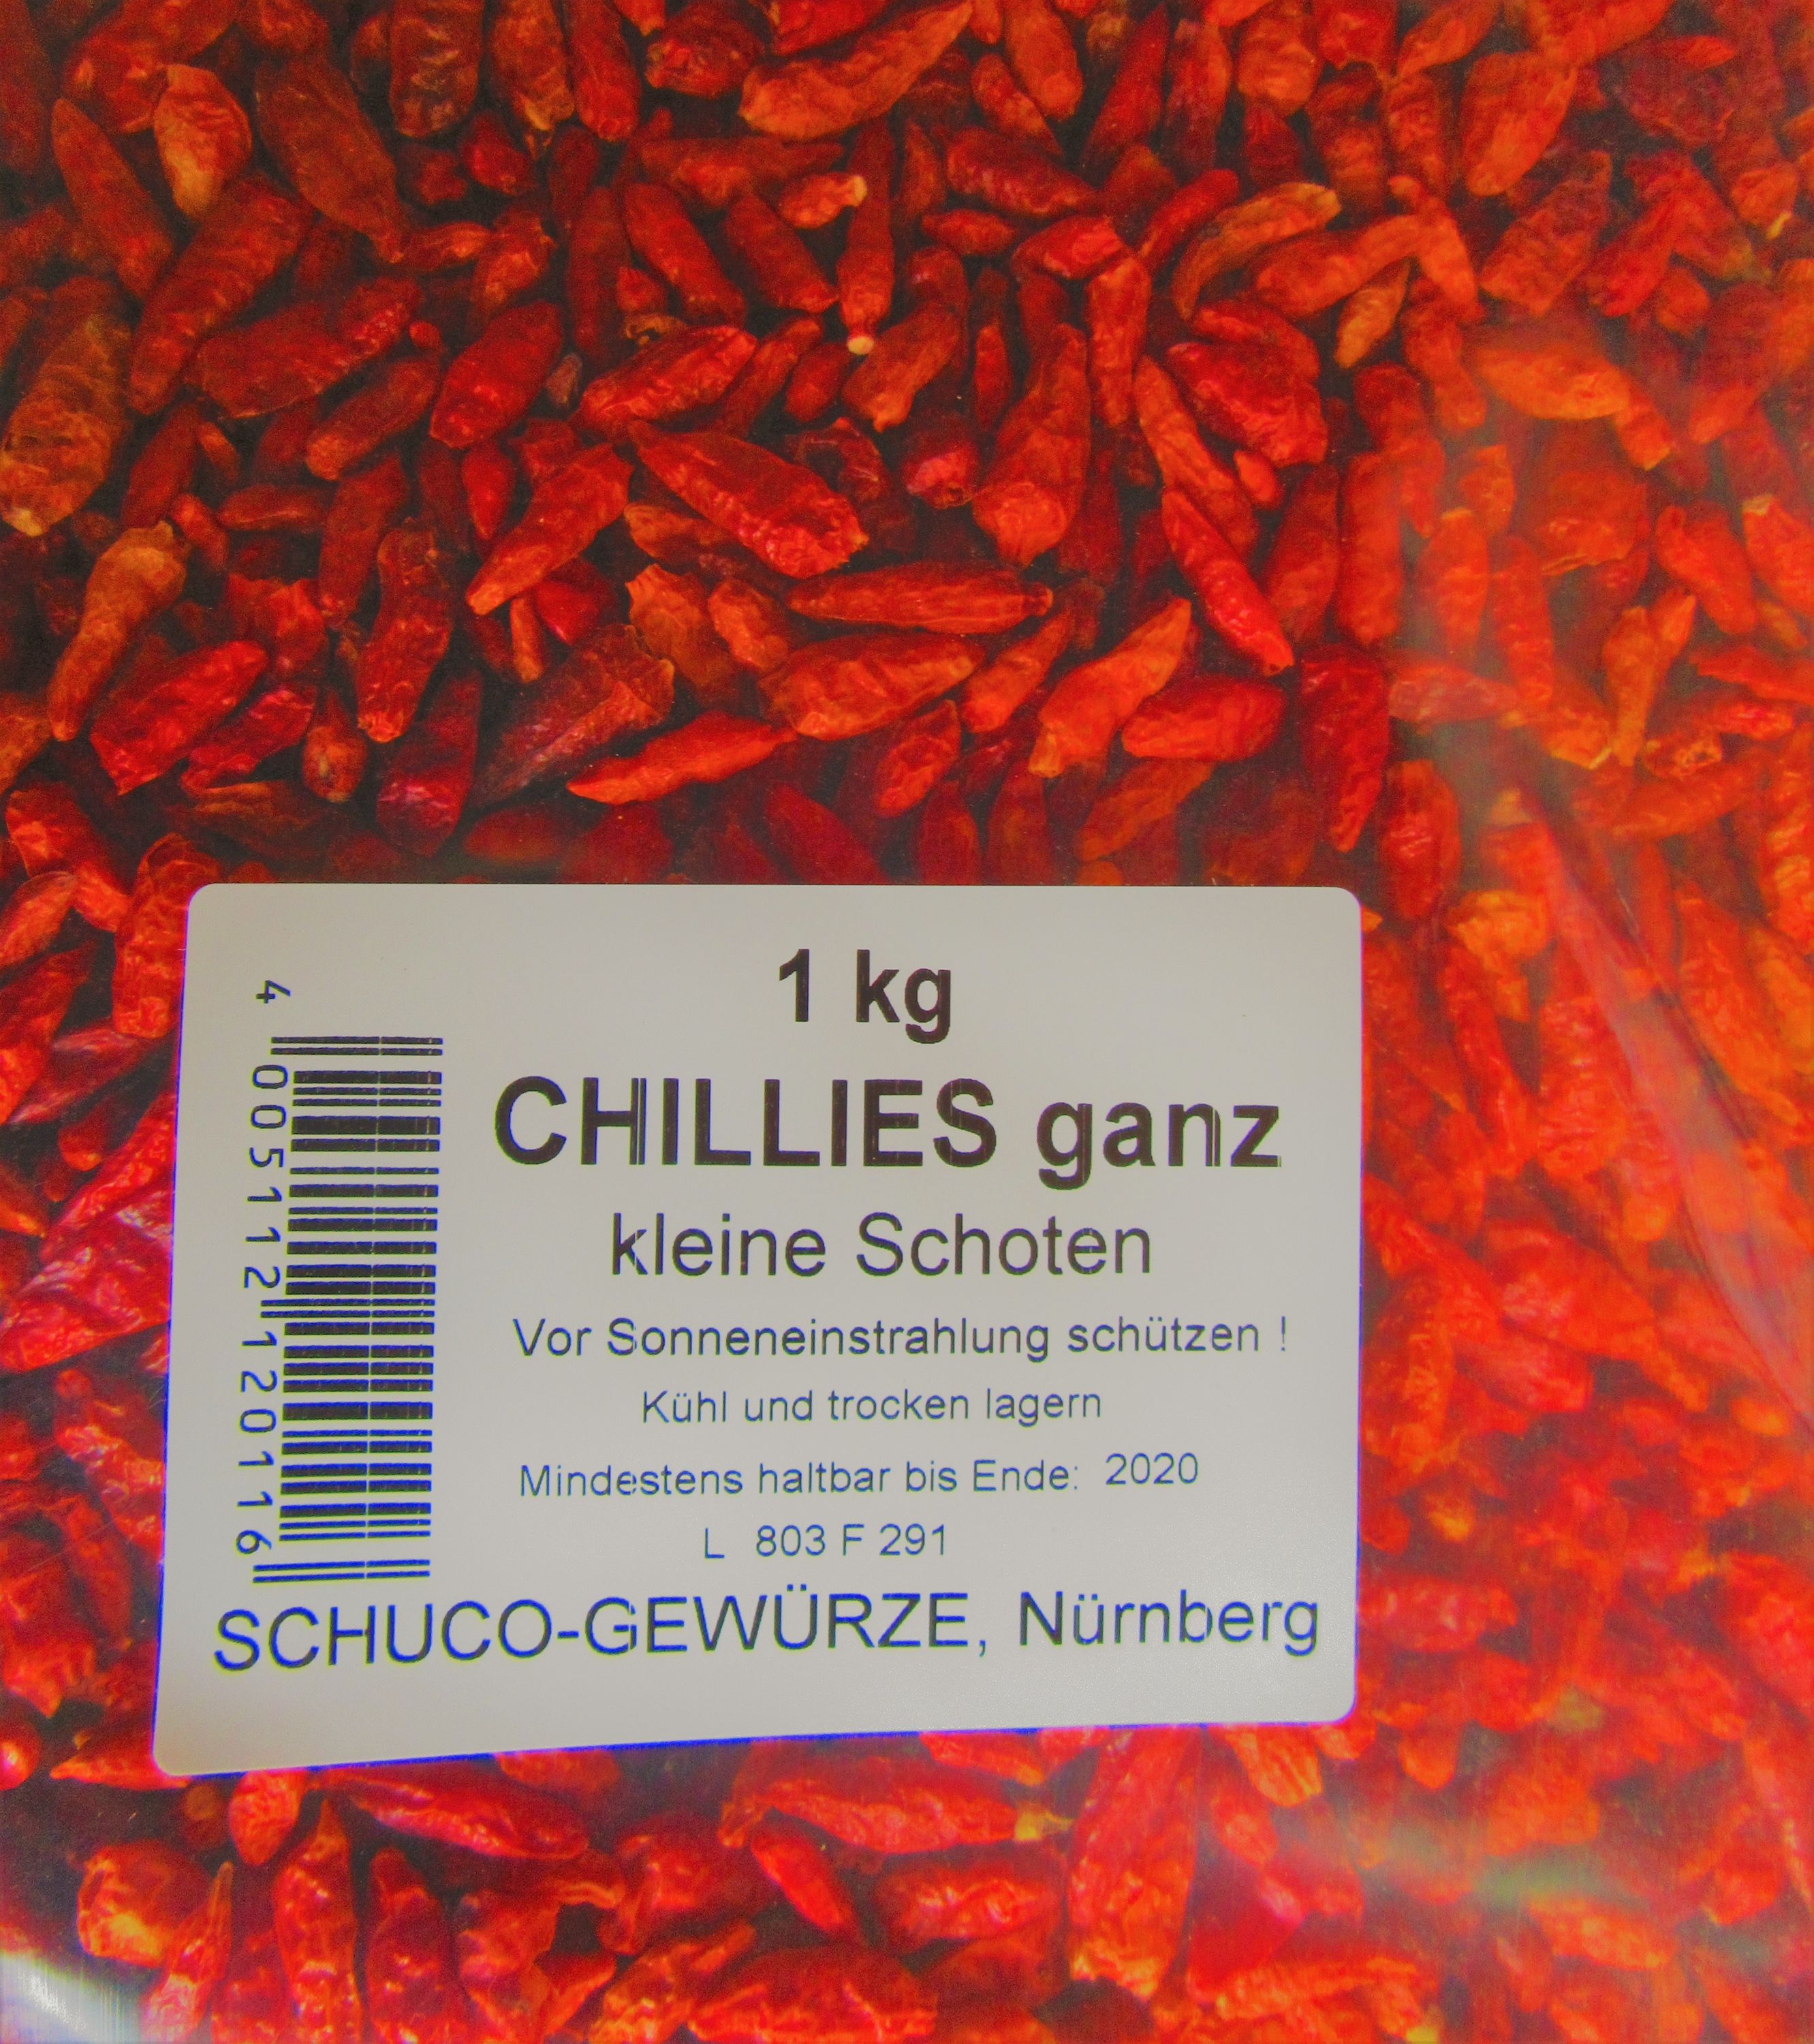 1 kg
CHILLIES ganz
kleine Schoten
Vor Sonneneinstrahlung schützen !
Kühl und trocken lagern
Mindestens haltbar bis Ende: 2020
L 803 F 291
SCHUCO-GEWÜRZE, Nürnberg
4 005112 120116